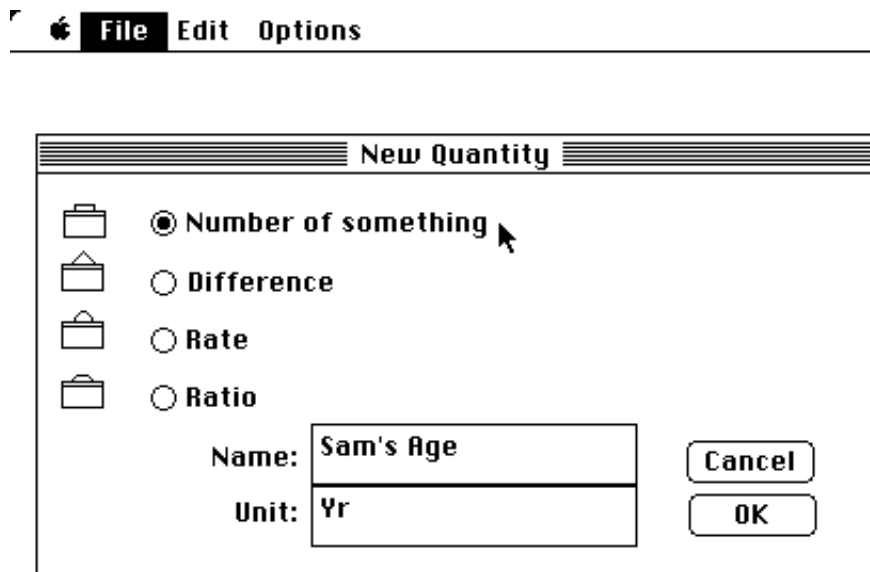 File Edit Options
New Quantity
Number of something
Difference
Rate
Ratio
Name: Sam's Age
Cancel
Unit: Yr
OK